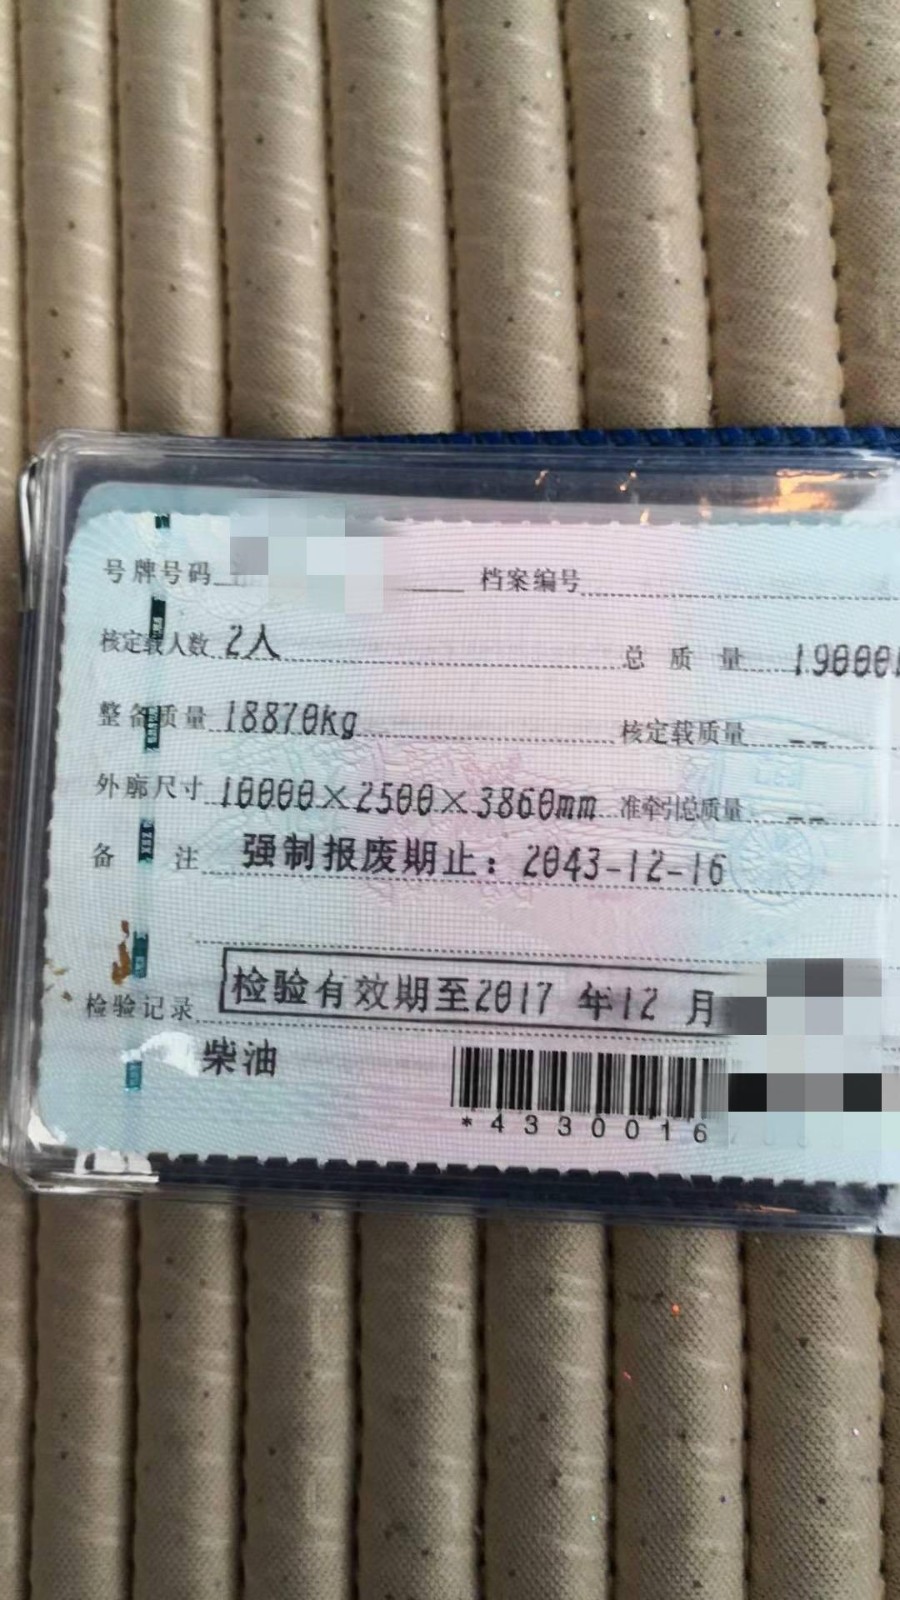 号牌号码 档案编号
核定载人数 2人 总质量 19000
整备质量 18870kg 核定载质量 --
外廓尺寸 10000×2500×3860mm 准牵引总质量 --
备注 强制报废期止：2043-12-16
检验记录 检验有效期至2017年12月
柴油
*4330016